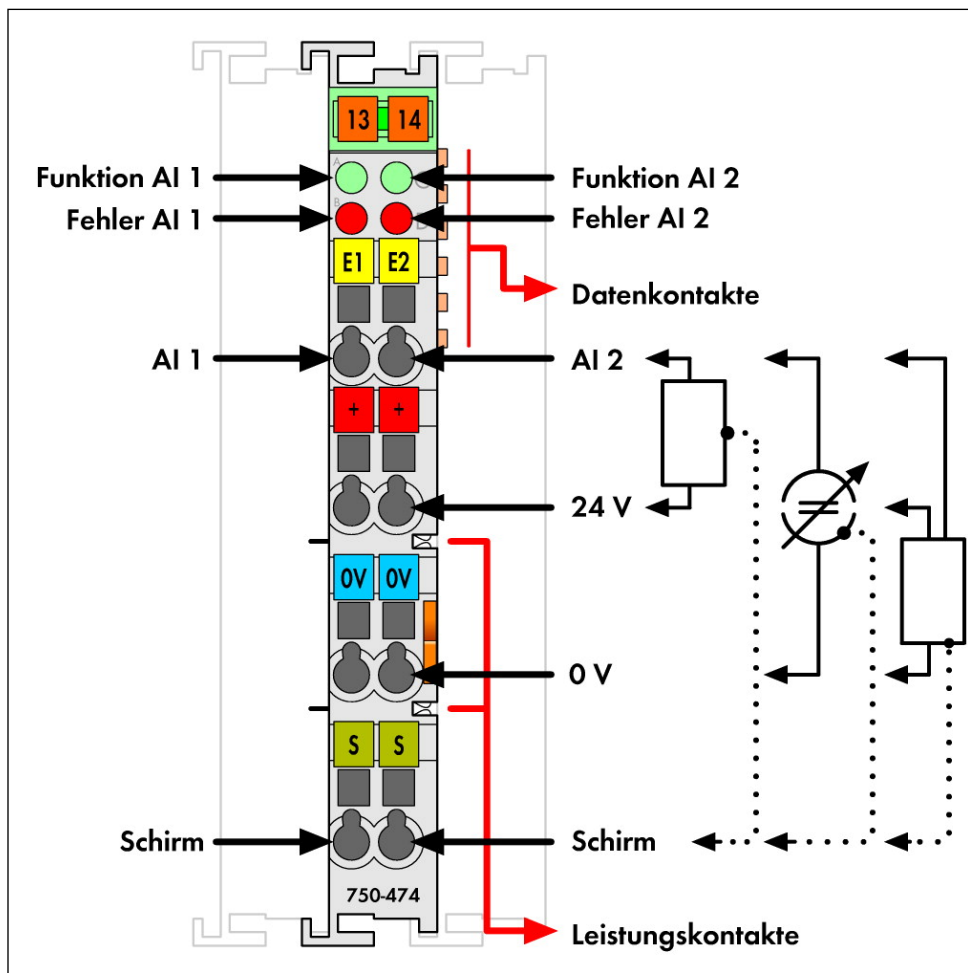 13 14
A C
Funktion AI 1 Funktion AI 2
B D
Fehler AI 1 Fehler AI 2
E1 E2
Datenkontakte
AI 1 AI 2
+ +
24 V
0V 0V
0 V
S S
Schirm Schirm
750-474
Leistungskontakte